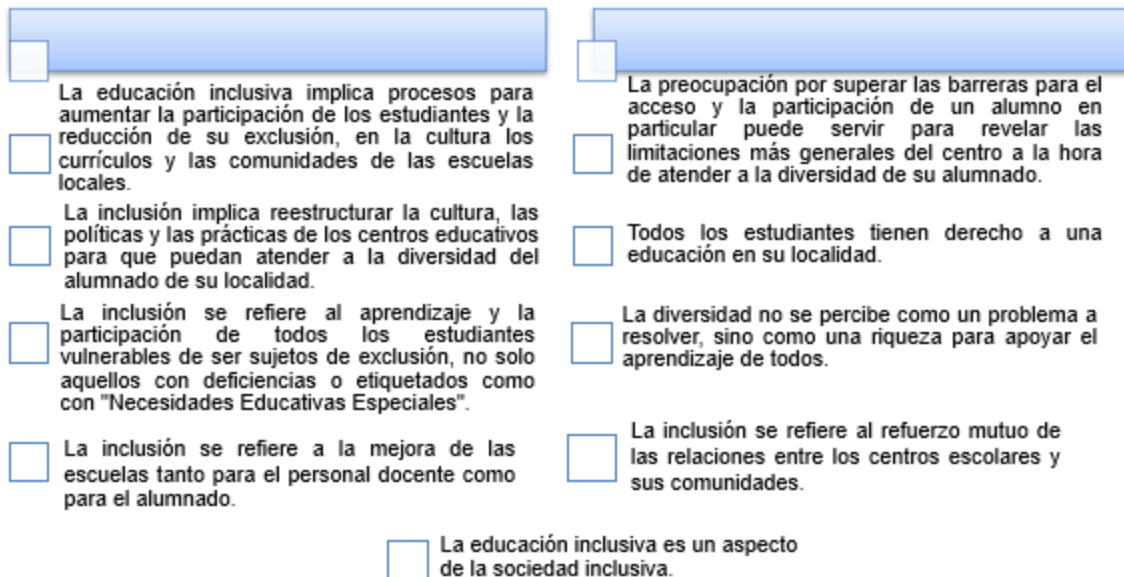 La educación inclusiva implica procesos para
aumentar la participación de los estudiantes y la
reducción de su exclusión, en la cultura los
currículos y las comunidades de las escuelas
locales.
La inclusión implica reestructurar la cultura, las
políticas y las prácticas de los centros educativos
para que puedan atender a la diversidad del
alumnado de su localidad.
La inclusión se refiere al aprendizaje y la
participación de todos los estudiantes
vulnerables de ser sujetos de exclusión, no solo
aquellos con deficiencias o etiquetados como
con "Necesidades Educativas Especiales".
La inclusión se refiere a la mejora de las
escuelas tanto para el personal docente como
para el alumnado.
La preocupación por superar las barreras para el
acceso y la participación de un alumno en
particular puede servir para revelar las
limitaciones más generales del centro a la hora
de atender a la diversidad de su alumnado.
Todos los estudiantes tienen derecho a una
educación en su localidad.
La diversidad no se percibe como un problema a
resolver, sino como una riqueza para apoyar el
aprendizaje de todos.
La inclusión se refiere al refuerzo mutuo de
las relaciones entre los centros escolares y
sus comunidades.
La educación inclusiva es un aspecto
de la sociedad inclusiva.